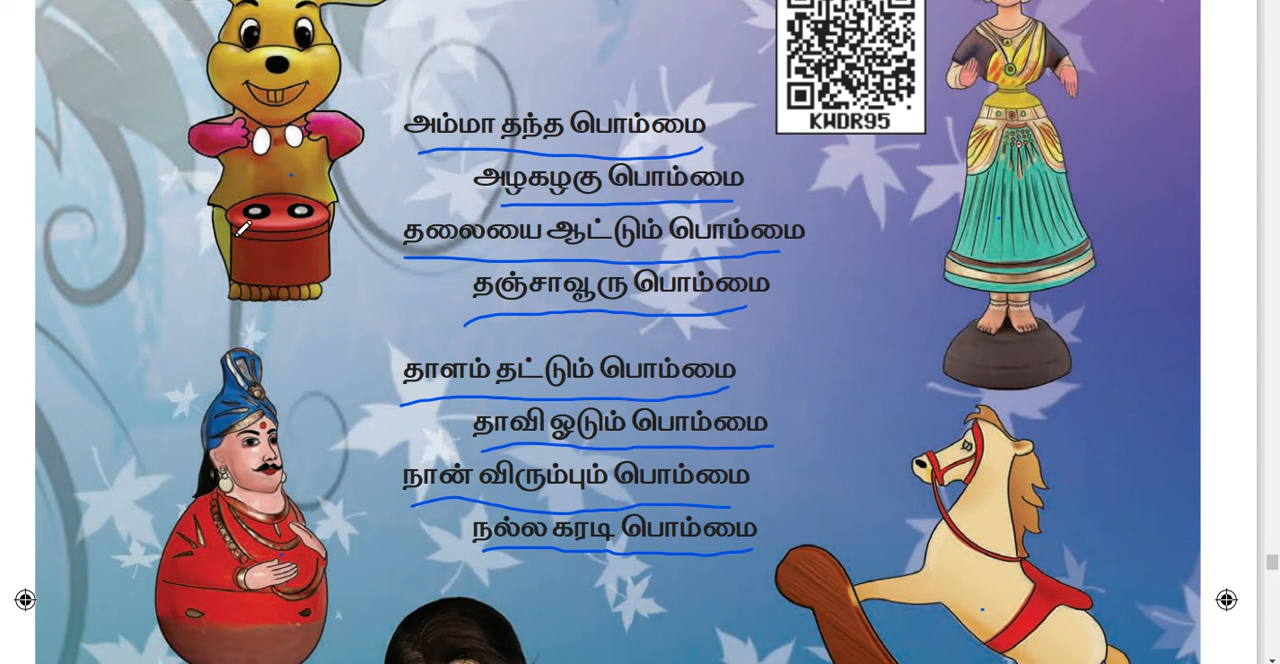 KWDR95
அம்மா தந்த பொம்மை
அழகழகு பொம்மை
தலையை ஆட்டும் பொம்மை
தஞ்சாவூரு பொம்மை
தாளம் தட்டும் பொம்மை
தாவி ஓடும் பொம்மை
நான் விரும்பும் பொம்மை
நல்ல கரடி பொம்மை